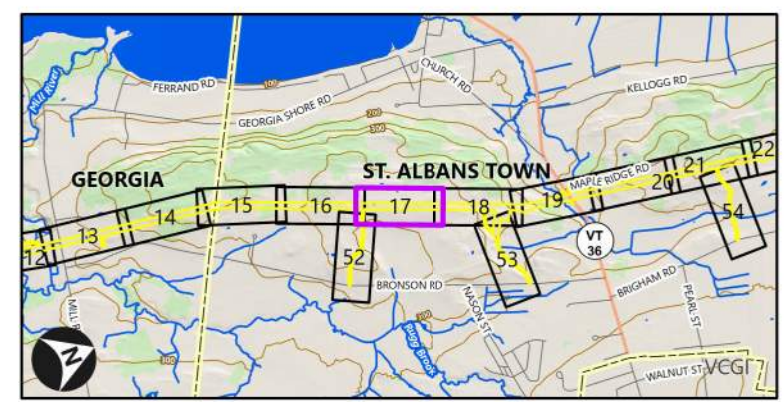 Mill River
FERRAND RD
100
CHURCH RD
GEORGIA SHORE RD
200
300
KELLOGG RD
GEORGIA
ST. ALBANS TOWN
MAPLE RIDGE RD
12
13
14
15
16
17
18
19
20
21
22
52
53
54
VT
36
BRONSON RD
BRIGHAM RD
NASON ST
PEARL ST
MILL R
Rugg Brook
300
WALNUT ST
VCGI
N